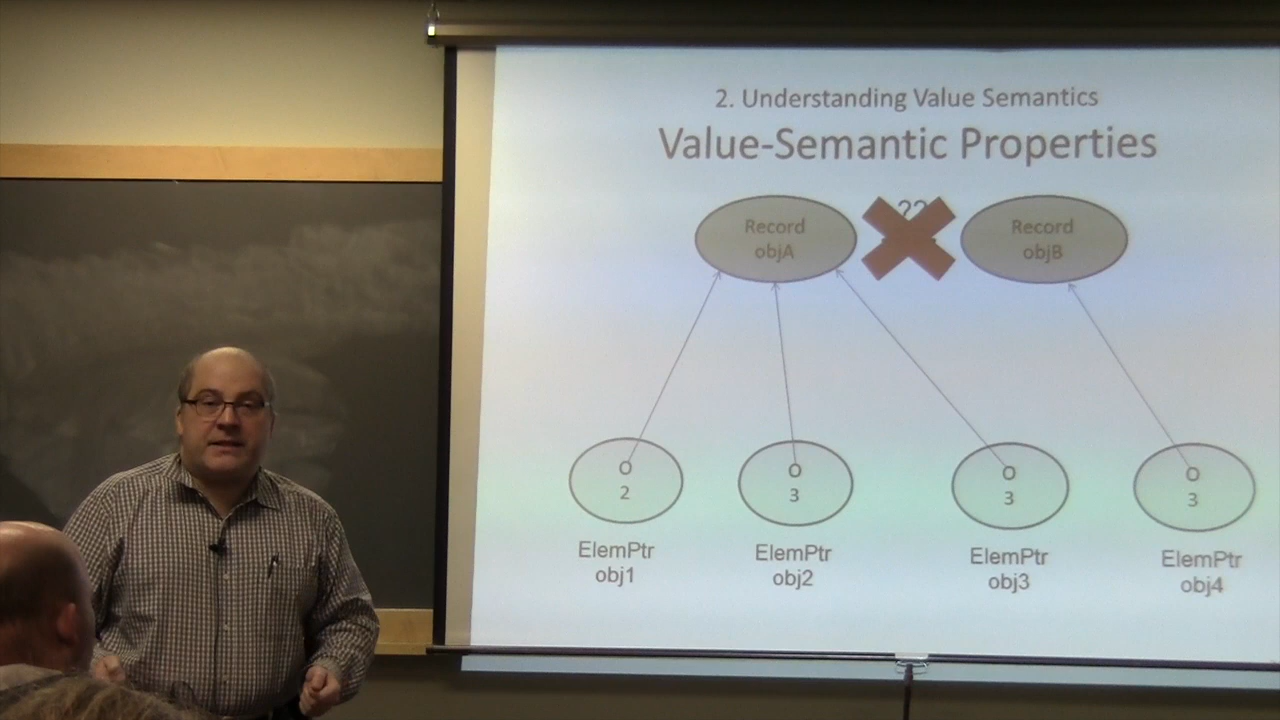 2. Understanding Value Semantics
Value-Semantic Properties
??
Record
objA
Record
objB
O
2
O
3
O
3
O
3
ElemPtr
obj1
ElemPtr
obj2
ElemPtr
obj3
ElemPtr
obj4